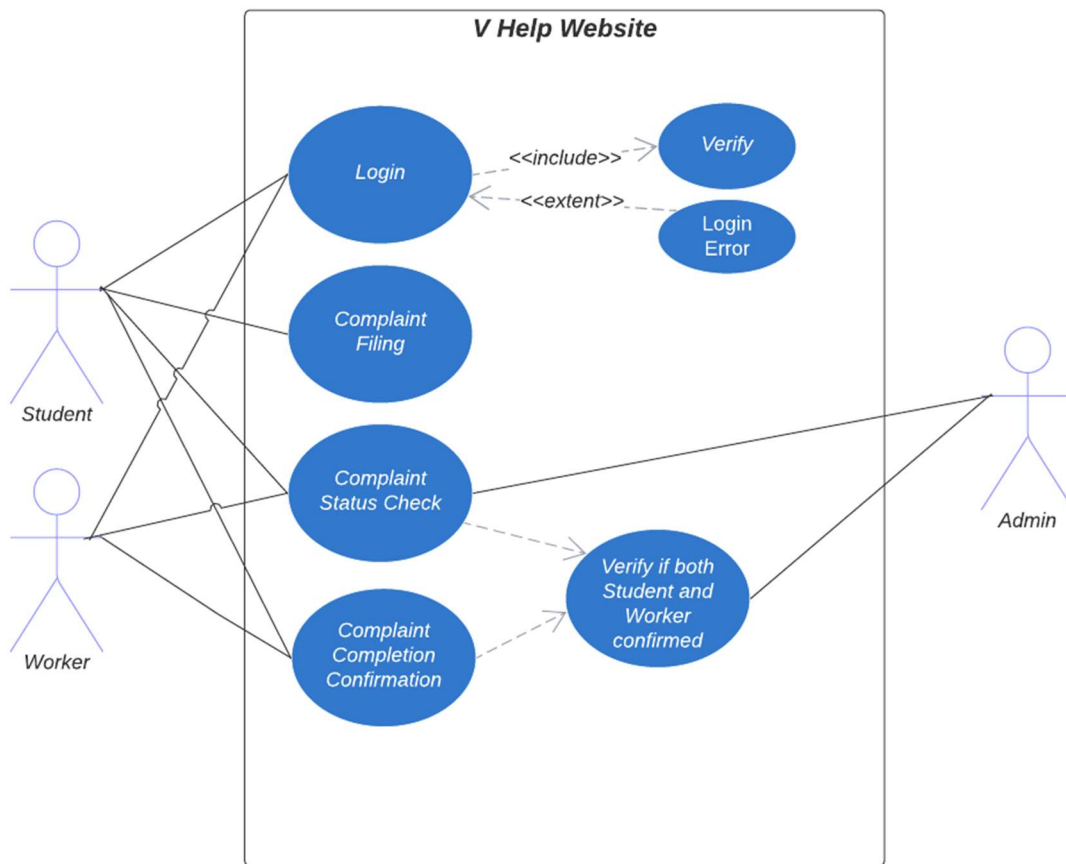 V Help Website
Login
<<include>>
Verify
<<extent>>
Login
Error
Complaint
Filing
Student
Complaint
Status Check
Admin
Verify if both
Student and
Worker
confirmed
Complaint
Completion
Confirmation
Worker